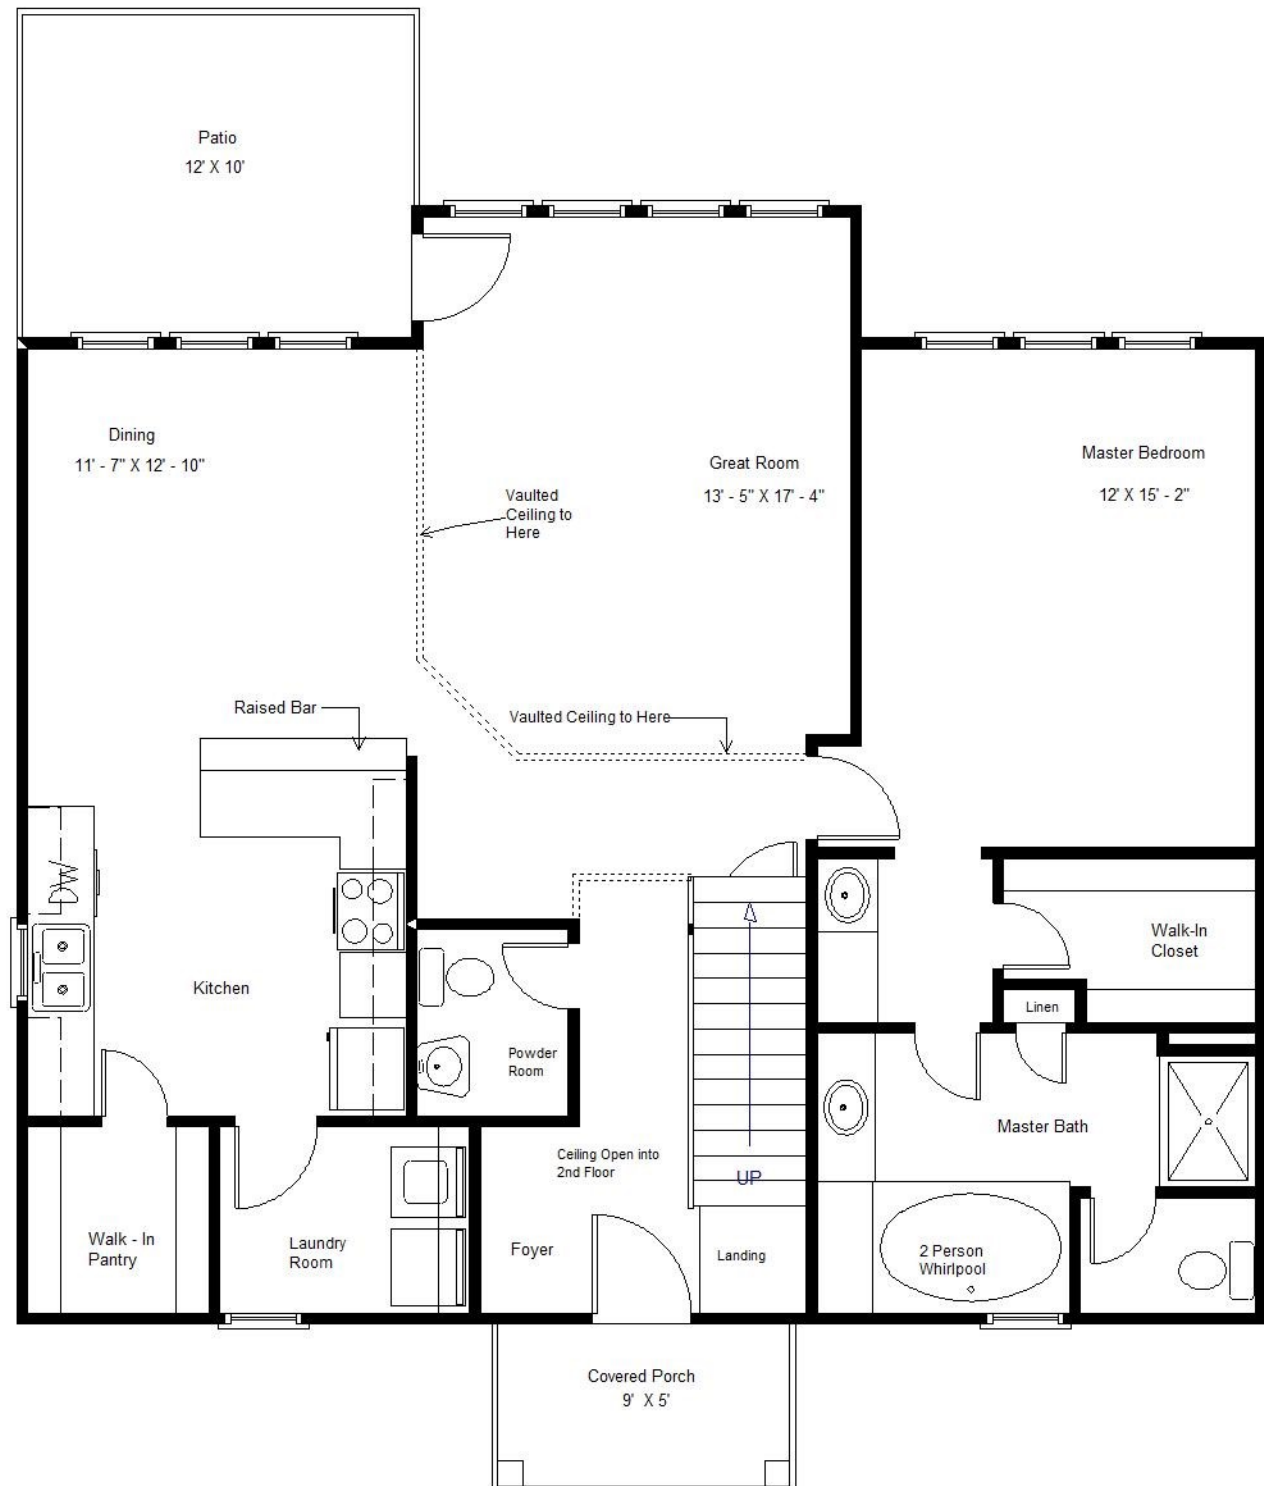 Patio
12' X 10'
Dining
11' - 7" X 12' - 10"
Great Room
13' - 5" X 17' - 4"
Master Bedroom
12' X 15' - 2"
Vaulted
Ceiling to
Here
Raised Bar
Vaulted Ceiling to Here
DW
Kitchen
Walk-In
Closet
Linen
Powder
Room
Master Bath
Ceiling Open into
2nd Floor
UP
Walk - In
Pantry
Laundry
Room
Foyer
Landing
2 Person
Whirlpool
Covered Porch
9' X 5'